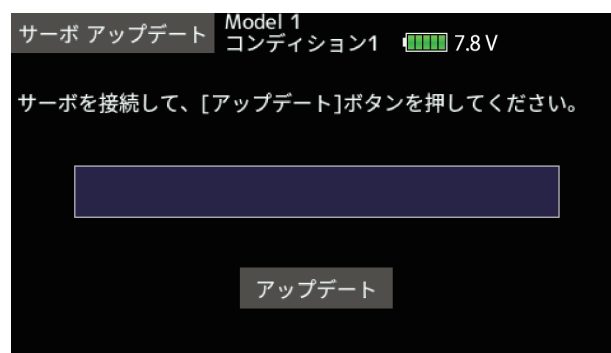 サーボ アップデート
Model 1
コンディション1 7.8 V
サーボを接続して、[アップデート]ボタンを押してください。
アップデート